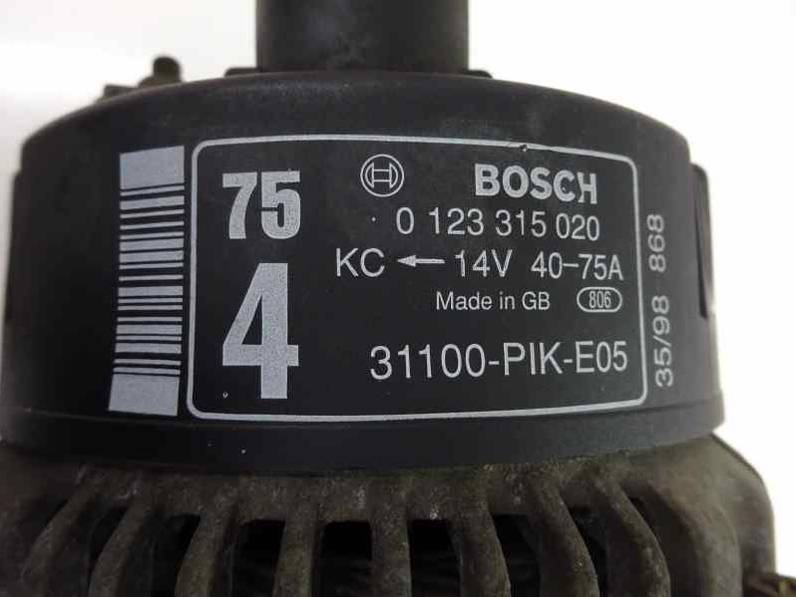 75
4
BOSCH
0 123 315 020
KC ← 14V 40-75A
Made in GB 806
31100-PIK-E05
35/98 868